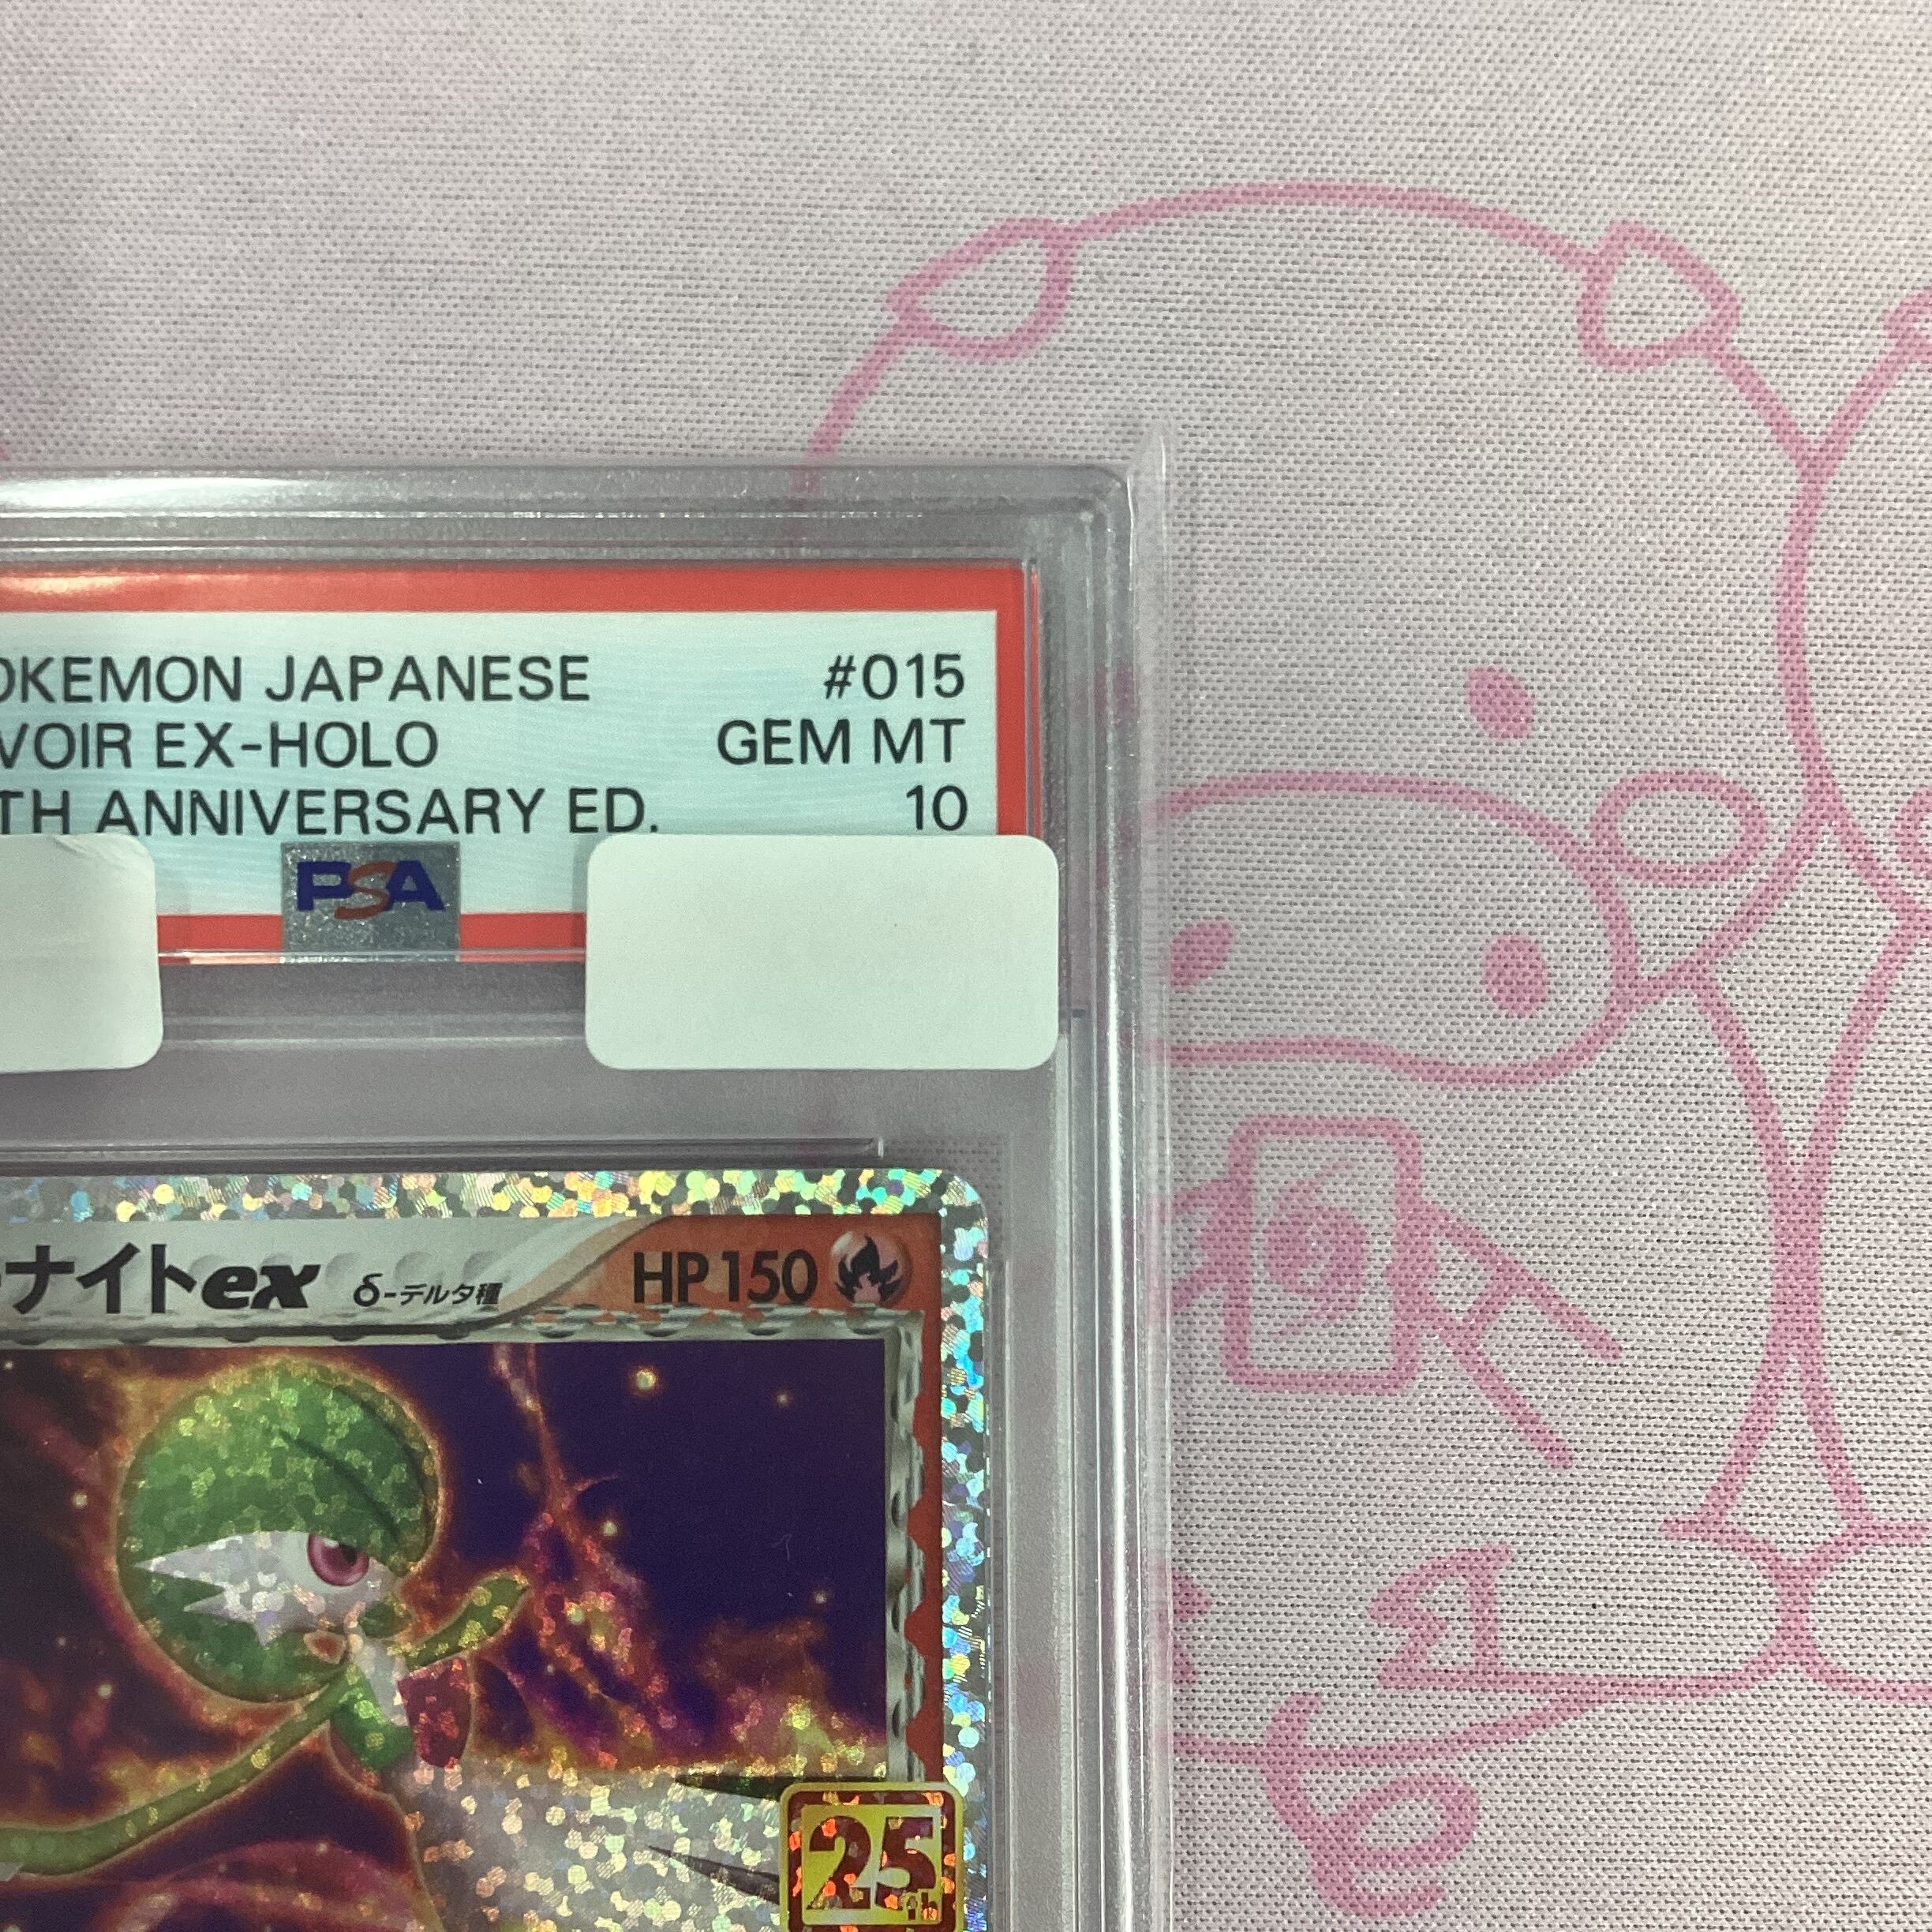 OKEMON JAPANESE #015
VOIR EX-HOLO GEM MT
TH ANNIVERSARY ED. 10
PSA
ナイトex δ-デルタ種 HP150
25th